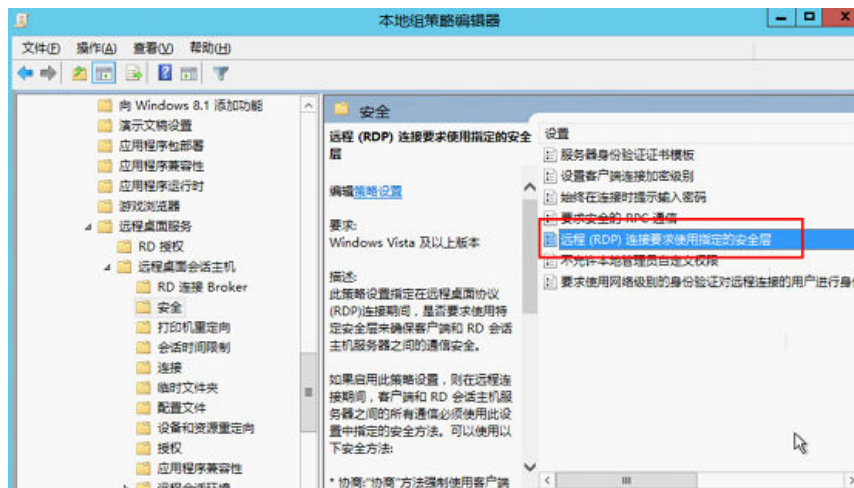 本地组策略编辑器
文件(F) 操作(A) 查看(V) 帮助(H)
向 Windows 8.1 添加功能
演示文稿设置
应用程序包部署
应用程序兼容性
应用程序运行时
游戏浏览器
远程桌面服务
RD 授权
远程桌面会话主机
RD 连接 Broker
安全
打印机重定向
会话时间限制
连接
临时文件夹
配置文件
设备和资源重定向
授权
应用程序兼容性
远程会话环境
安全
远程 (RDP) 连接要求使用指定的安全
层
编辑策略设置
要求:
Windows Vista 及以上版本
描述:
此策略设置指定在远程桌面协议
(RDP)连接期间，是否要求使用特
定安全层来确保客户端和 RD 会话
主机服务器之间的通信安全。
如果启用此策略设置，则在远程连
接期间，客户端和 RD 会话主机服
务器之间的所有通信必须使用此设
置中指定的安全方法。可以使用以
下安全方法:
* 协商:"协商"方法强制使用客户端
设置
服务器身份验证证书模板
设置客户端连接加密级别
始终在连接时提示输入密码
要求安全的 RPC 通信
远程 (RDP) 连接要求使用指定的安全层
不允许本地管理员自定义权限
要求使用网络级别的身份验证对远程连接的用户进行身份